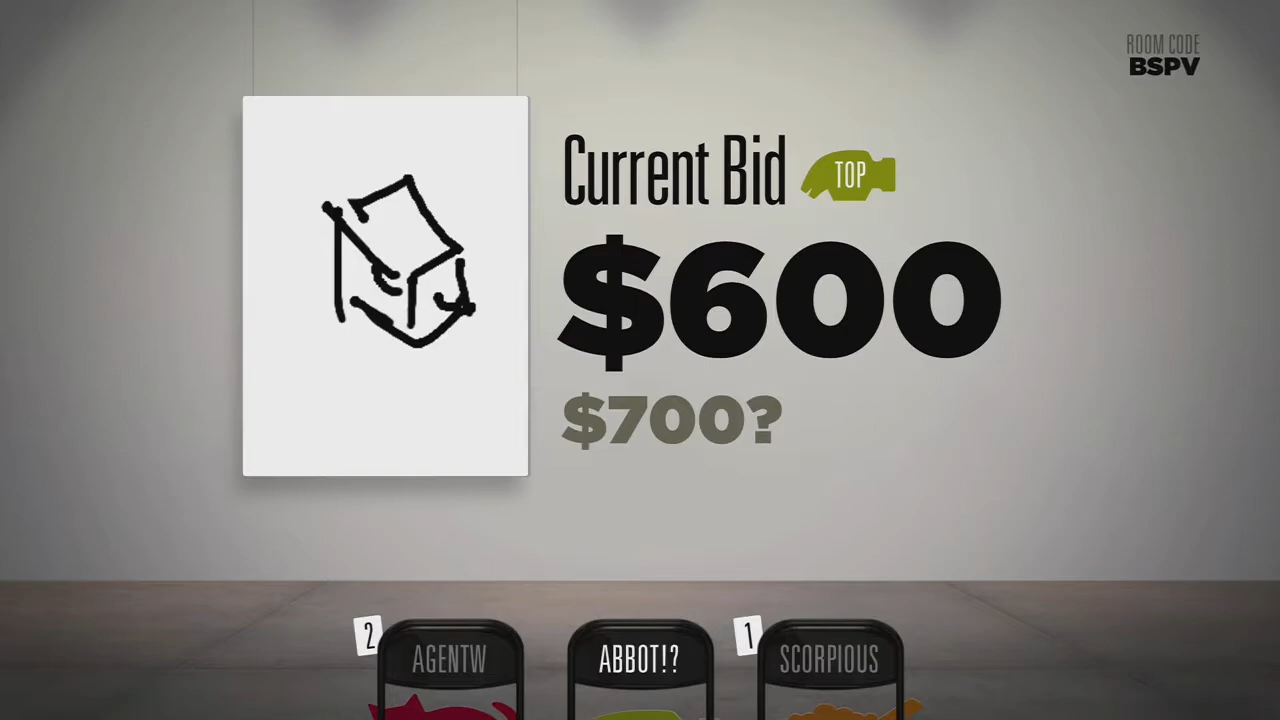 ROOM CODE
BSPV
Current Bid TOP
$600
$700?
2 AGENTW ABBOT!? 1 SCORPIOUS